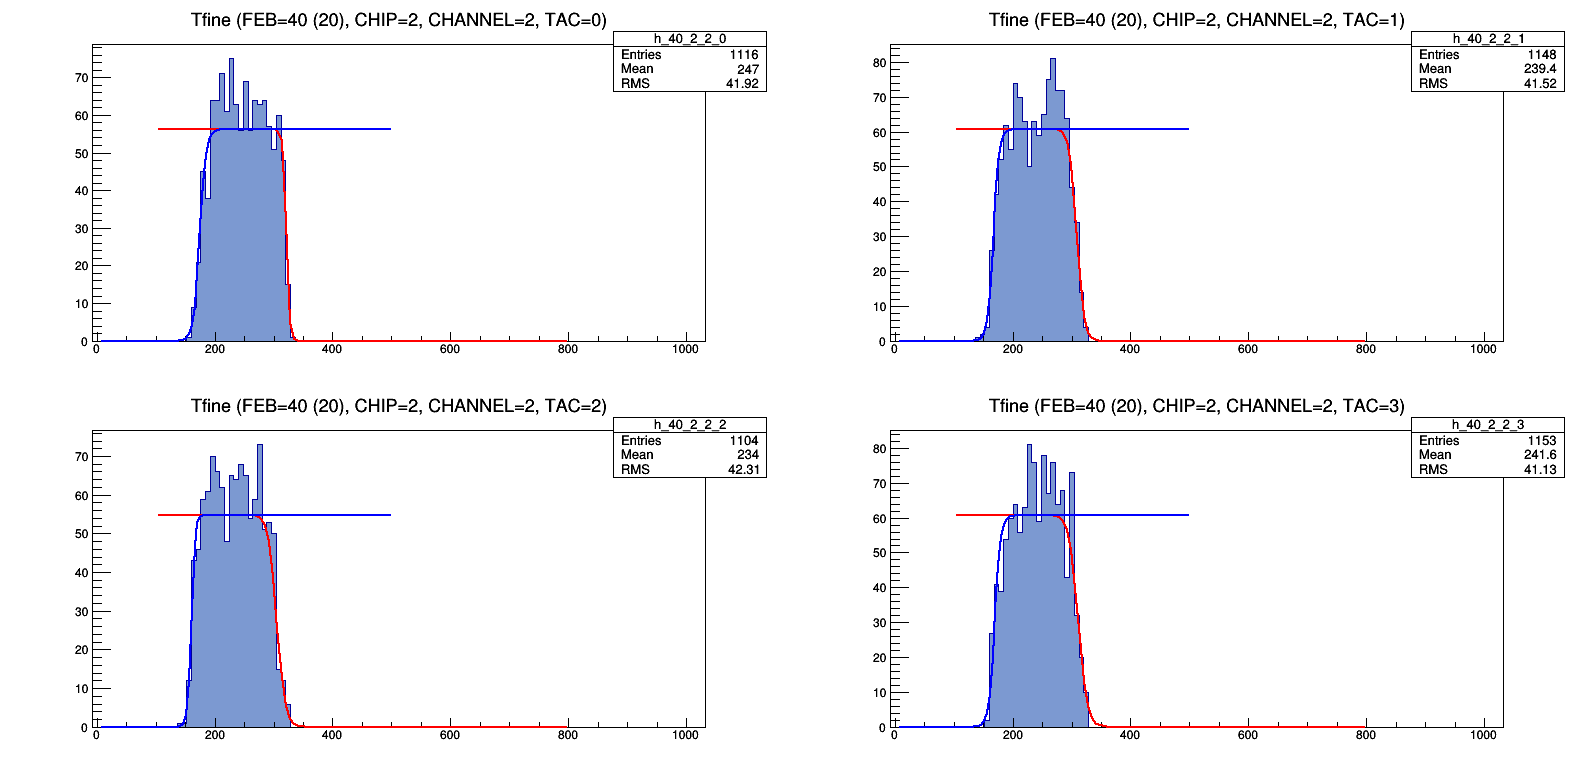 Tfine (FEB=40 (20), CHIP=2, CHANNEL=2, TAC=0)
h_40_2_2_0
Entries 1116
Mean 247
RMS 41.92
70
60
50
40
30
20
10
0
0 200 400 600 800 1000
Tfine (FEB=40 (20), CHIP=2, CHANNEL=2, TAC=1)
h_40_2_2_1
Entries 1148
Mean 239.4
RMS 41.52
80
70
60
50
40
30
20
10
0
0 200 400 600 800 1000
Tfine (FEB=40 (20), CHIP=2, CHANNEL=2, TAC=2)
h_40_2_2_2
Entries 1104
Mean 234
RMS 42.31
70
60
50
40
30
20
10
0
0 200 400 600 800 1000
Tfine (FEB=40 (20), CHIP=2, CHANNEL=2, TAC=3)
h_40_2_2_3
Entries 1153
Mean 241.6
RMS 41.13
80
70
60
50
40
30
20
10
0
0 200 400 600 800 1000